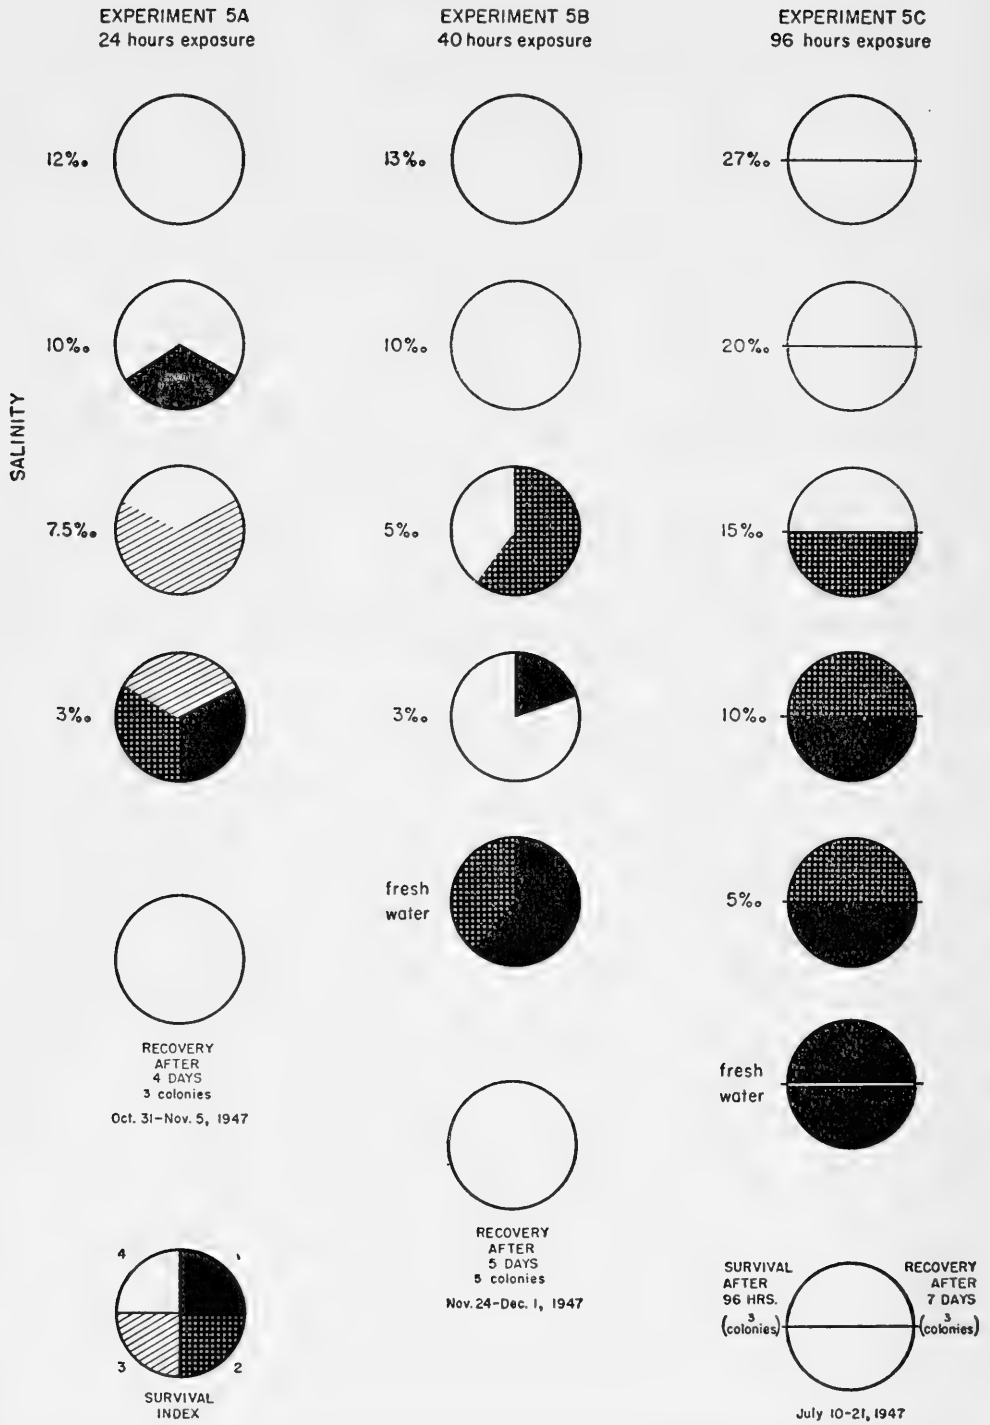 EXPERIMENT 5A
24 hours exposure
EXPERIMENT 5B
40 hours exposure
EXPERIMENT 5C
96 hours exposure
SALINITY
12‰
10‰
7.5‰
3‰
RECOVERY
AFTER
4 DAYS
3 colonies
Oct. 31-Nov. 5, 1947
4
1
3
2
SURVIVAL
INDEX
13‰
10‰
5‰
3‰
fresh
water
RECOVERY
AFTER
5 DAYS
5 colonies
Nov. 24-Dec. 1, 1947
27‰
20‰
15‰
10‰
5‰
fresh
water
SURVIVAL
AFTER
96 HRS.
(3
colonies)
RECOVERY
AFTER
7 DAYS
(3
colonies)
July 10-21, 1947